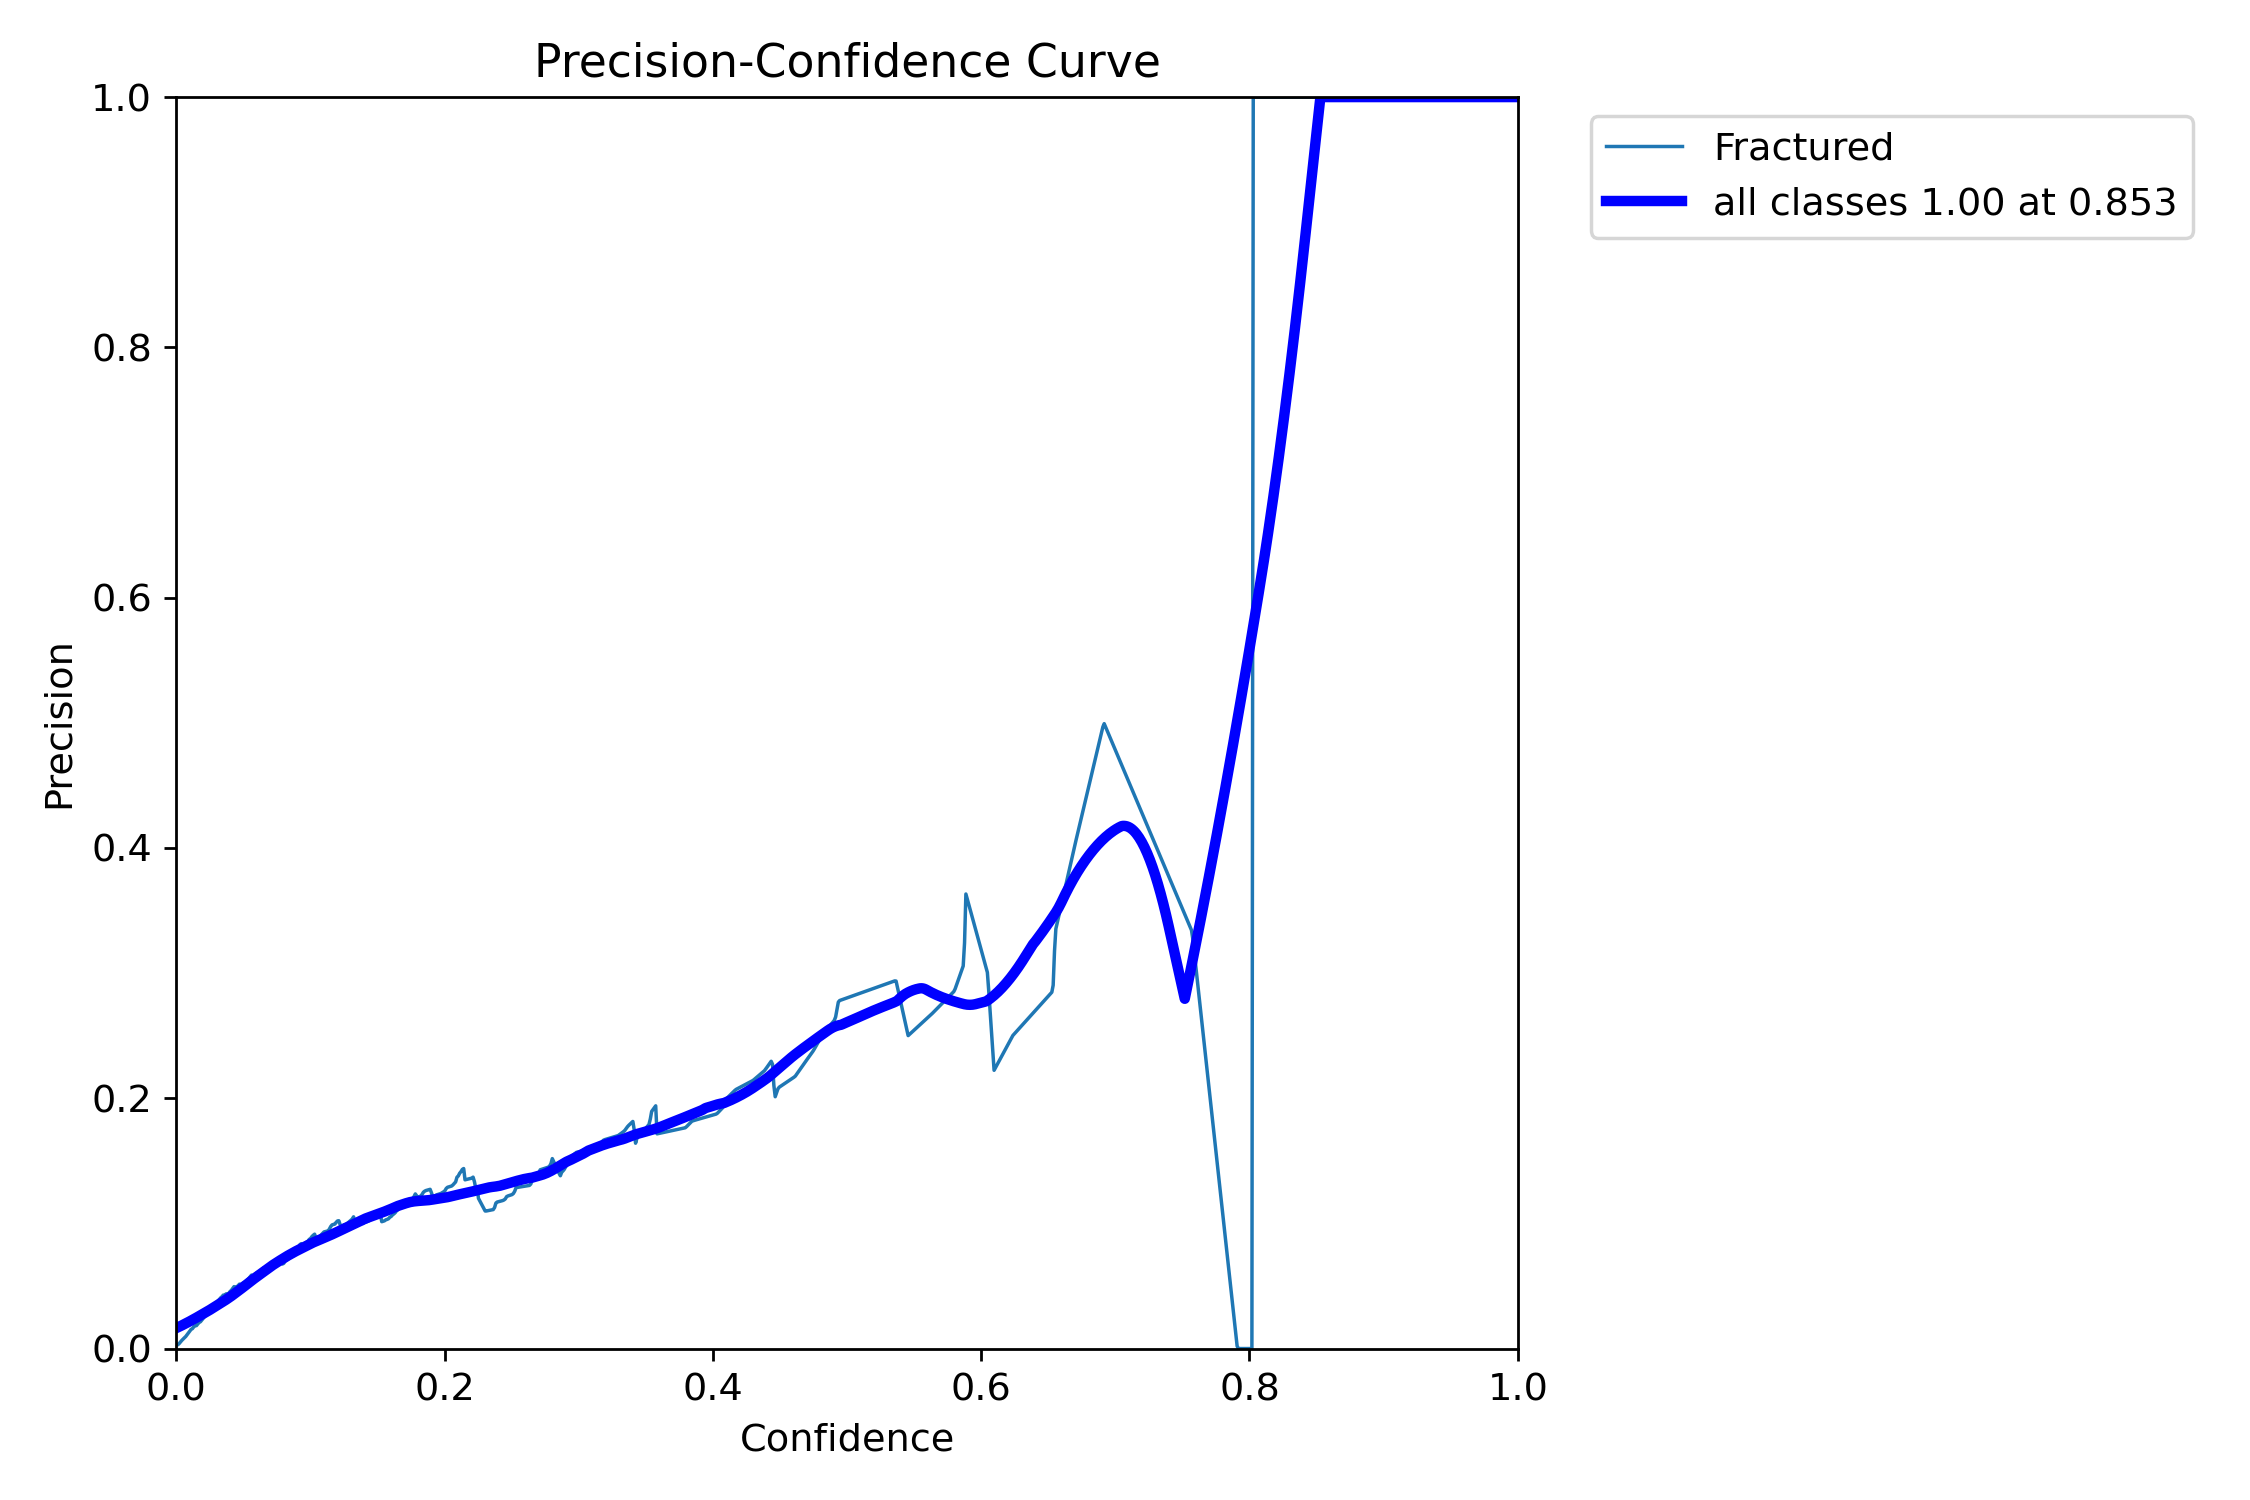 Precision-Confidence Curve
1.0
0.8
0.6
0.4
0.2
0.0
Precision
0.0 0.2 0.4 0.6 0.8 1.0
Confidence
Fractured
all classes 1.00 at 0.853